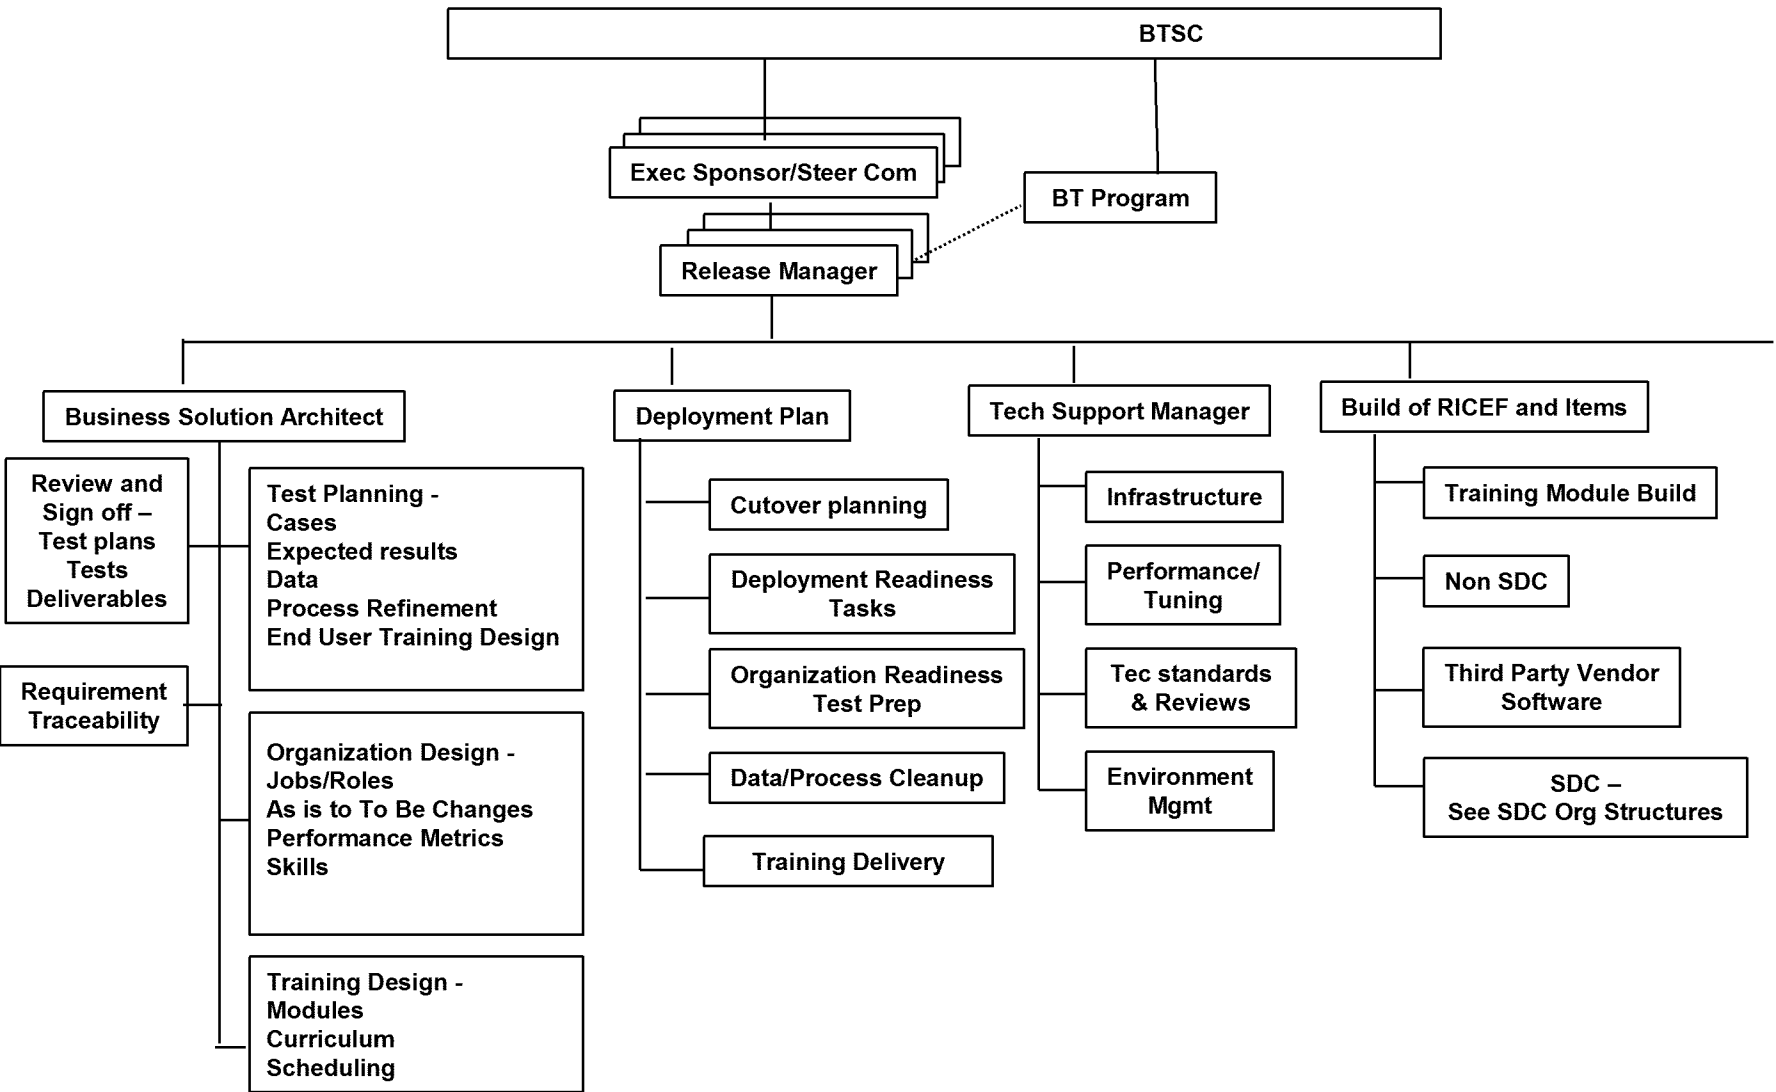 BTSC
Exec Sponsor/Steer Com
BT Program
Release Manager
Business Solution Architect
Review and
Sign off –
Test plans
Tests
Deliverables
Requirement
Traceability
Test Planning -
Cases
Expected results
Data
Process Refinement
End User Training Design
Organization Design -
Jobs/Roles
As is to To Be Changes
Performance Metrics
Skills
Training Design -
Modules
Curriculum
Scheduling
Deployment Plan
Cutover planning
Deployment Readiness
Tasks
Organization Readiness
Test Prep
Data/Process Cleanup
Training Delivery
Tech Support Manager
Infrastructure
Performance/
Tuning
Tec standards
& Reviews
Environment
Mgmt
Build of RICEF and Items
Training Module Build
Non SDC
Third Party Vendor
Software
SDC –
See SDC Org Structures